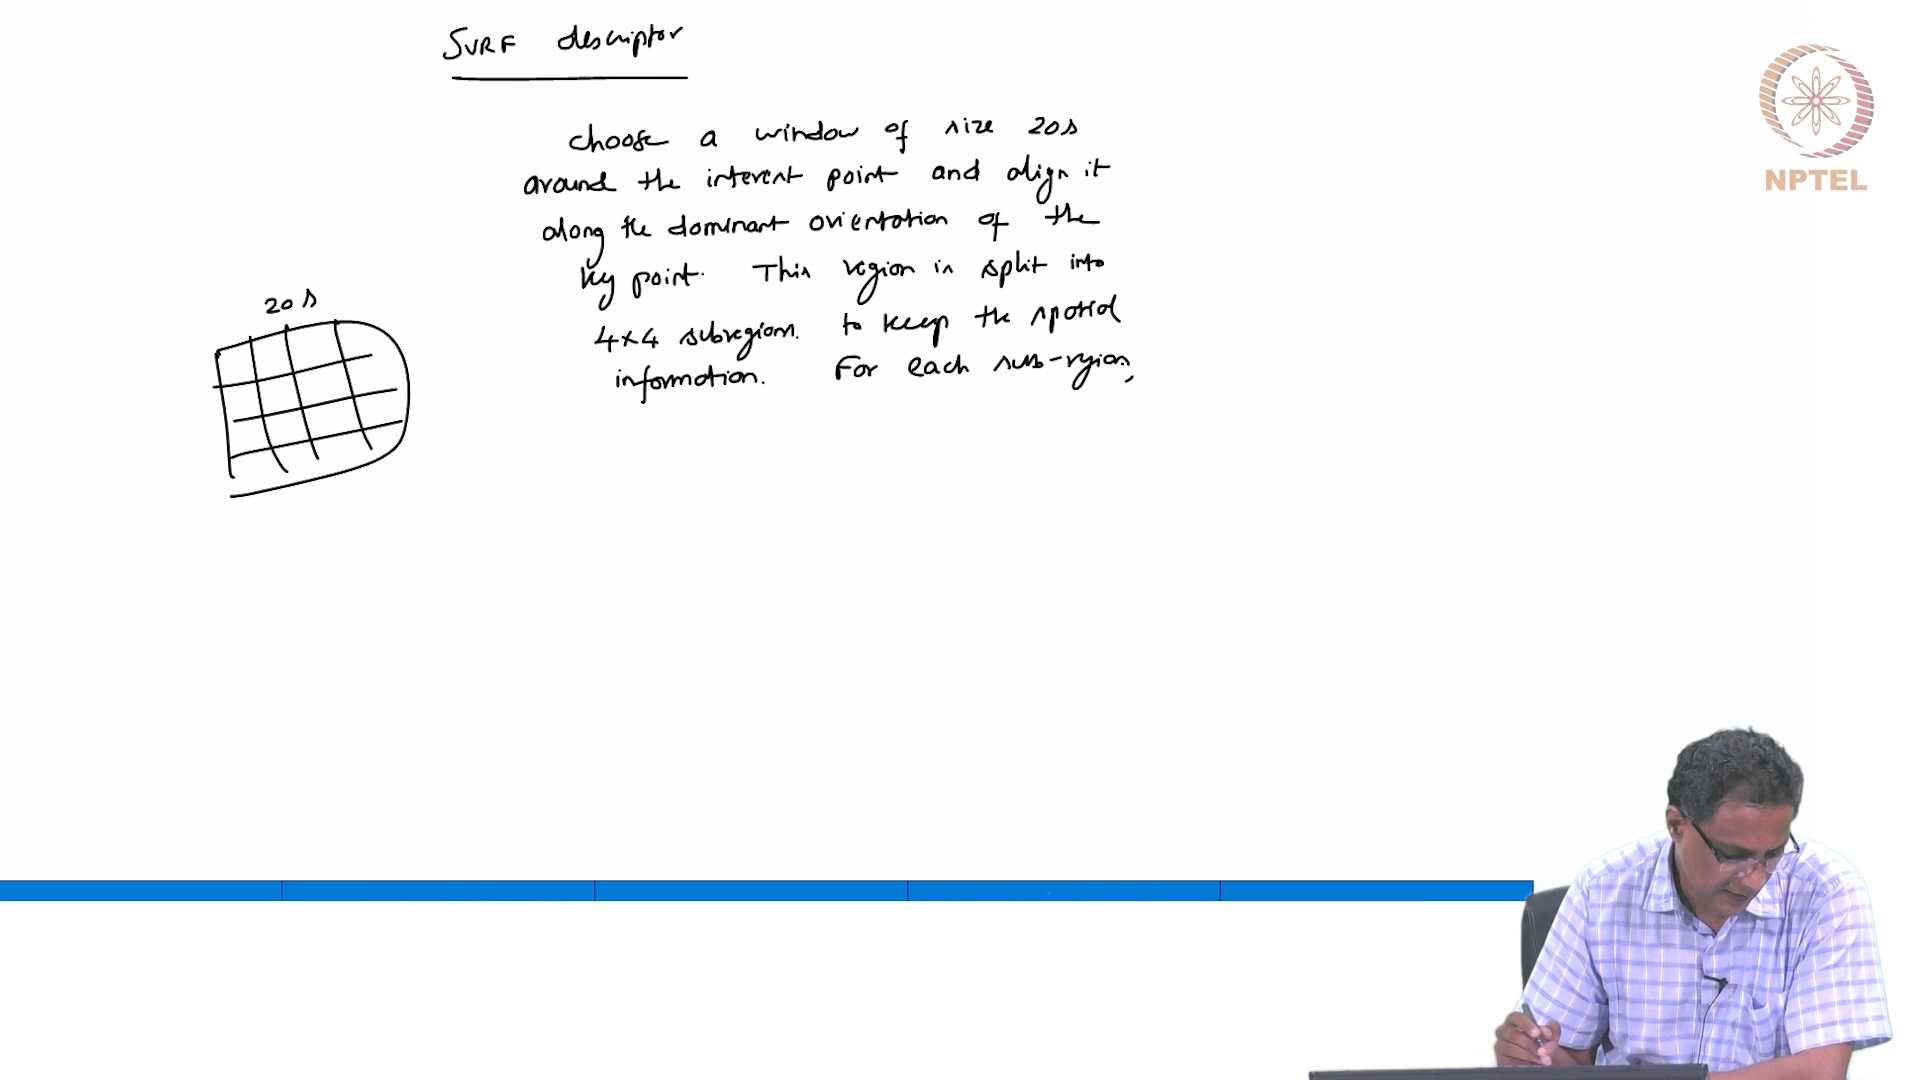 SURF descriptor
choose a window of size 20s
around the interest point and align it
along the dominant orientation of the
key point. This region is split into
4x4 subregions. to keep the spatial
information. For each sub-region,
20s
NPTEL